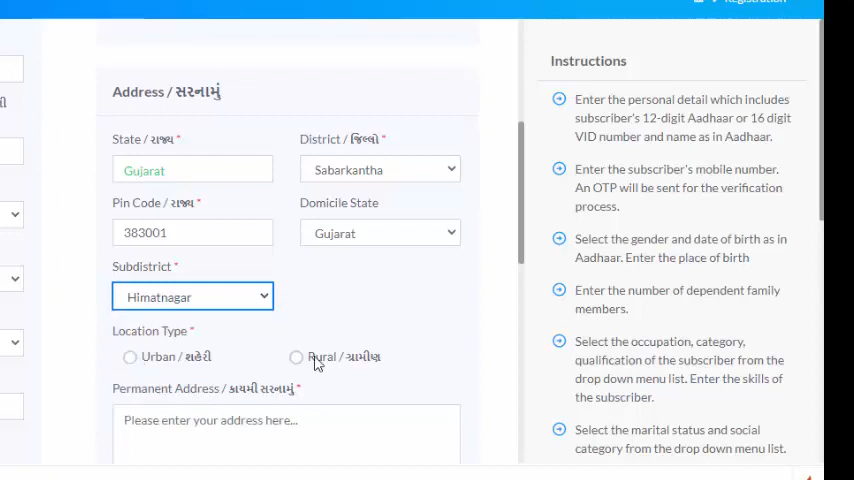 Registration
Address / સરનામું
State / રાજ્ય *
District / જિલ્લો *
Gujarat
Sabarkantha
Pin Code / રાજ્ય *
Domicile State
383001
Gujarat
Subdistrict *
Himatnagar
Location Type *
Urban / શહેરી
Rural / ગ્રામીણ
Permanent Address / કાયમી સરનામું *
Please enter your address here...
Instructions
Enter the personal detail which includes
subscriber's 12-digit Aadhaar or 16 digit
VID number and name as in Aadhaar.
Enter the subscriber's mobile number.
An OTP will be sent for the verification
process.
Select the gender and date of birth as in
Aadhaar. Enter the place of birth
Enter the number of dependent family
members.
Select the occupation, category,
qualification of the subscriber from the
drop down menu list. Enter the skills of
the subscriber.
Select the marital status and social
category from the drop down menu list.